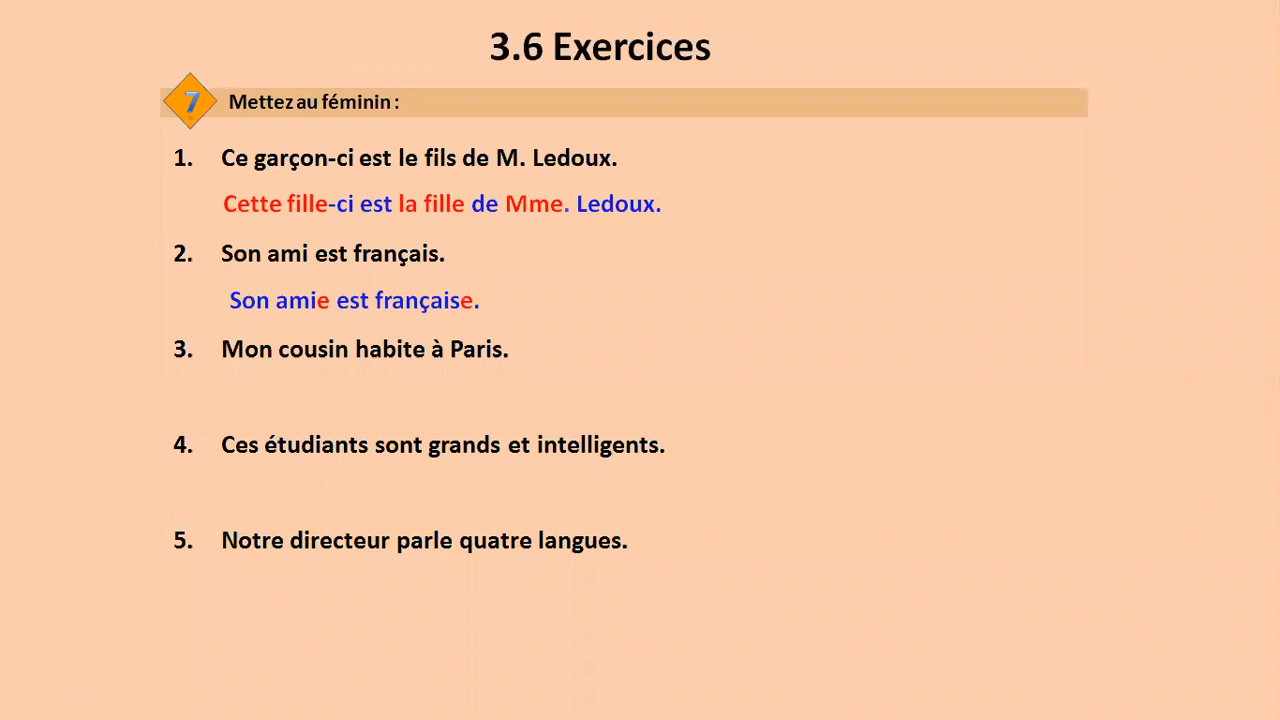 3.6 Exercices
7 Mettez au féminin :
1. Ce garçon-ci est le fils de M. Ledoux.
Cette fille-ci est la fille de Mme. Ledoux.
2. Son ami est français.
Son amie est française.
3. Mon cousin habite à Paris.
4. Ces étudiants sont grands et intelligents.
5. Notre directeur parle quatre langues.